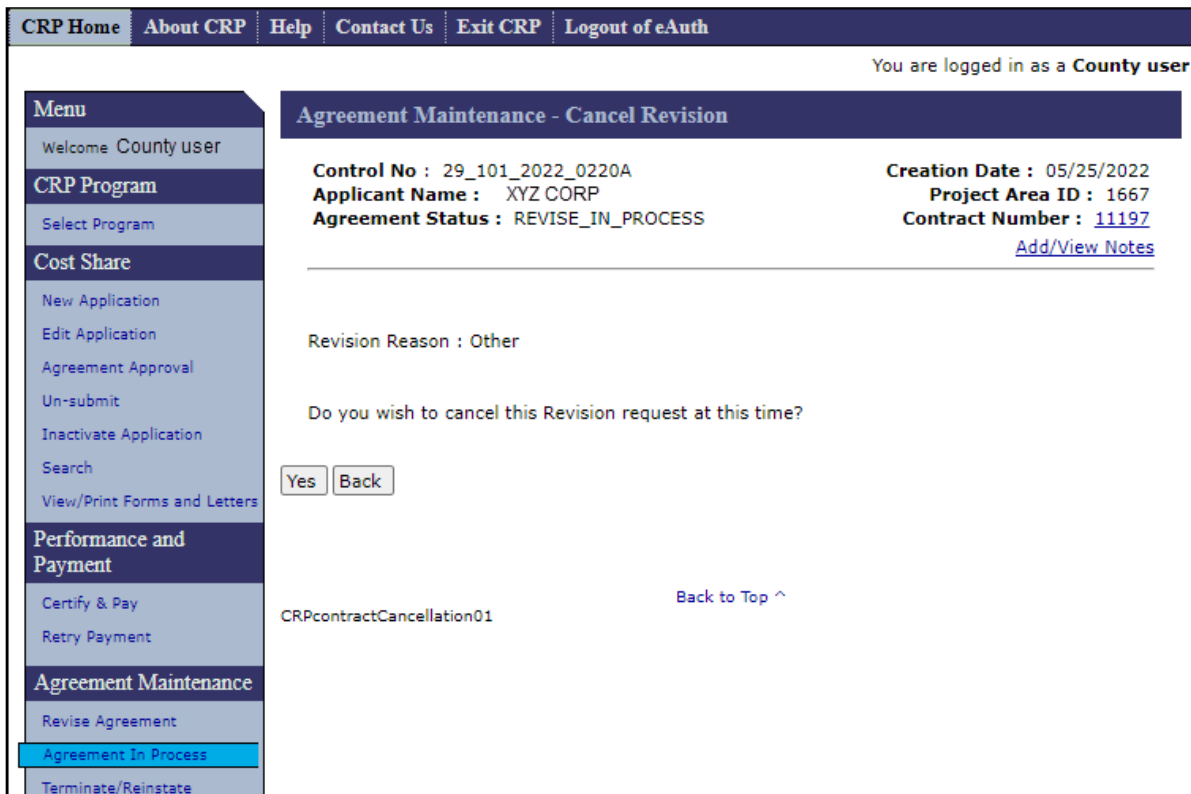 CRP Home About CRP Help Contact Us Exit CRP Logout of eAuth
You are logged in as a County user
Menu
Welcome County user
CRP Program
Select Program
Cost Share
New Application
Edit Application
Agreement Approval
Un-submit
Inactivate Application
Search
View/Print Forms and Letters
Performance and
Payment
Certify & Pay
Retry Payment
Agreement Maintenance
Revise Agreement
Agreement In Process
Terminate/Reinstate
Agreement Maintenance - Cancel Revision
Control No : 29_101_2022_0220A
Applicant Name : XYZ CORP
Agreement Status : REVISE_IN_PROCESS
Creation Date : 05/25/2022
Project Area ID : 1667
Contract Number : 11197
Add/View Notes
Revision Reason : Other
Do you wish to cancel this Revision request at this time?
Yes Back
Back to Top ^
CRPcontractCancellation01